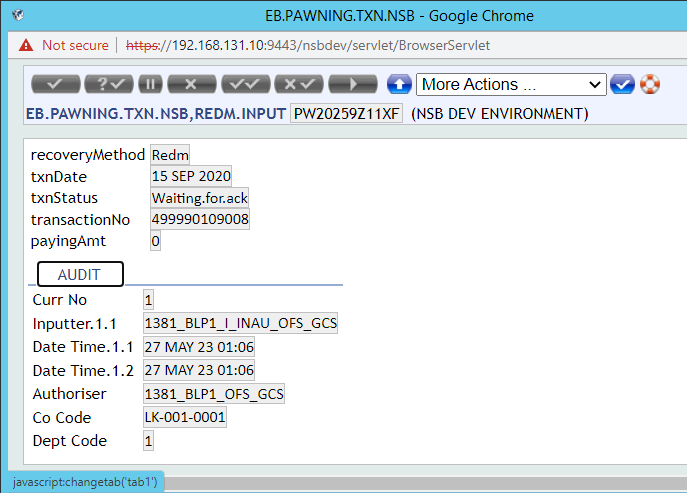 EB.PAWNING.TXN.NSB - Google Chrome
Not secure https://192.168.131.10:9443/nsbdev/servlet/BrowserServlet
More Actions ...
EB.PAWNING.TXN.NSB,REDM.INPUT PW20259Z11XF (NSB DEV ENVIRONMENT)
recoveryMethod Redm
txnDate 15 SEP 2020
txnStatus Waiting.for.ack
transactionNo 499990109008
payingAmt 0
AUDIT
Curr No 1
Inputter.1.1 1381_BLP1_I_INAU_OFS_GCS
Date Time.1.1 27 MAY 23 01:06
Date Time.1.2 27 MAY 23 01:06
Authoriser 1381_BLP1_OFS_GCS
Co Code LK-001-0001
Dept Code 1
javascript:changetab('tab1')